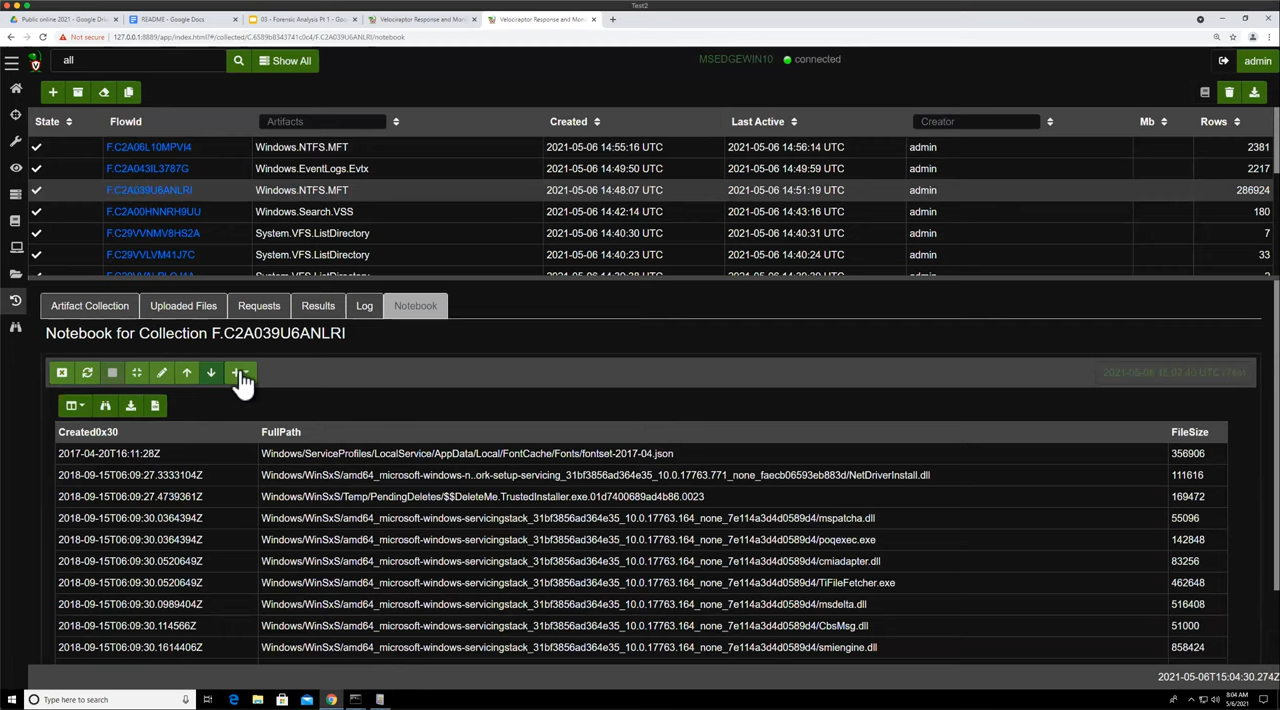 Test2
Public online 2021 - Google Dri
README - Google Docs
03 - Forensic Analysis Pt 1 - Goo
Velociraptor Response and Moni
Velociraptor Response and Moni
Not secure
127.0.0.1:8889/app/index.html?#/collected/C.6589b8343741c0c4/F.C2A039U6ANLRI/notebook
all
Show All
MSEDGEWIN10
connected
admin
State FlowId Artifacts Created Last Active Creator Mb Rows
F.C2A06L10MPVI4 Windows.NTFS.MFT 2021-05-06 14:55:16 UTC 2021-05-06 14:56:14 UTC admin 2381
F.C2A043IL3787G Windows.EventLogs.Evtx 2021-05-06 14:49:50 UTC 2021-05-06 14:49:59 UTC admin 2217
F.C2A039U6ANLRI Windows.NTFS.MFT 2021-05-06 14:48:07 UTC 2021-05-06 14:51:19 UTC admin 286924
F.C2A00HNNRH9UU Windows.Search.VSS 2021-05-06 14:42:14 UTC 2021-05-06 14:43:16 UTC admin 180
F.C29VVNMV8HS2A System.VFS.ListDirectory 2021-05-06 14:40:30 UTC 2021-05-06 14:40:31 UTC admin 7
F.C29VVLVM41J7C System.VFS.ListDirectory 2021-05-06 14:40:23 UTC 2021-05-06 14:40:24 UTC admin 33
System.VFS.ListDirectory admin
Artifact Collection Uploaded Files Requests Results Log Notebook
Notebook for Collection F.C2A039U6ANLRI
Created0x30 FullPath FileSize
2017-04-20T16:11:28Z Windows/ServiceProfiles/LocalService/AppData/Local/FontCache/Fonts/fontset-2017-04.json 356906
2018-09-15T06:09:27.3333104Z Windows/WinSxS/amd64_microsoft-windows-n..ork-setup-servicing_31bf3856ad364e35_10.0.17763.771_none_faecb06593eb883d/NetDriverInstall.dll 111616
2018-09-15T06:09:27.4739361Z Windows/WinSxS/Temp/PendingDeletes/$$DeleteMe.TrustedInstaller.exe.01d7400689ad4b86.0023 169472
2018-09-15T06:09:30.0364394Z Windows/WinSxS/amd64_microsoft-windows-servicingstack_31bf3856ad364e35_10.0.17763.164_none_7e114a3d4d0589d4/mspatcha.dll 55096
2018-09-15T06:09:30.0364394Z Windows/WinSxS/amd64_microsoft-windows-servicingstack_31bf3856ad364e35_10.0.17763.164_none_7e114a3d4d0589d4/poqexec.exe 142848
2018-09-15T06:09:30.0520649Z Windows/WinSxS/amd64_microsoft-windows-servicingstack_31bf3856ad364e35_10.0.17763.164_none_7e114a3d4d0589d4/cmiadapter.dll 83256
2018-09-15T06:09:30.0520649Z Windows/WinSxS/amd64_microsoft-windows-servicingstack_31bf3856ad364e35_10.0.17763.164_none_7e114a3d4d0589d4/TiFileFetcher.exe 462648
2018-09-15T06:09:30.0989404Z Windows/WinSxS/amd64_microsoft-windows-servicingstack_31bf3856ad364e35_10.0.17763.164_none_7e114a3d4d0589d4/msdelta.dll 516408
2018-09-15T06:09:30.114566Z Windows/WinSxS/amd64_microsoft-windows-servicingstack_31bf3856ad364e35_10.0.17763.164_none_7e114a3d4d0589d4/CbsMsg.dll 51000
2018-09-15T06:09:30.1614406Z Windows/WinSxS/amd64_microsoft-windows-servicingstack_31bf3856ad364e35_10.0.17763.164_none_7e114a3d4d0589d4/smiengine.dll 858424
2021-05-06T15:04:30.274Z
Type here to search
8:04 AM
5/6/2021